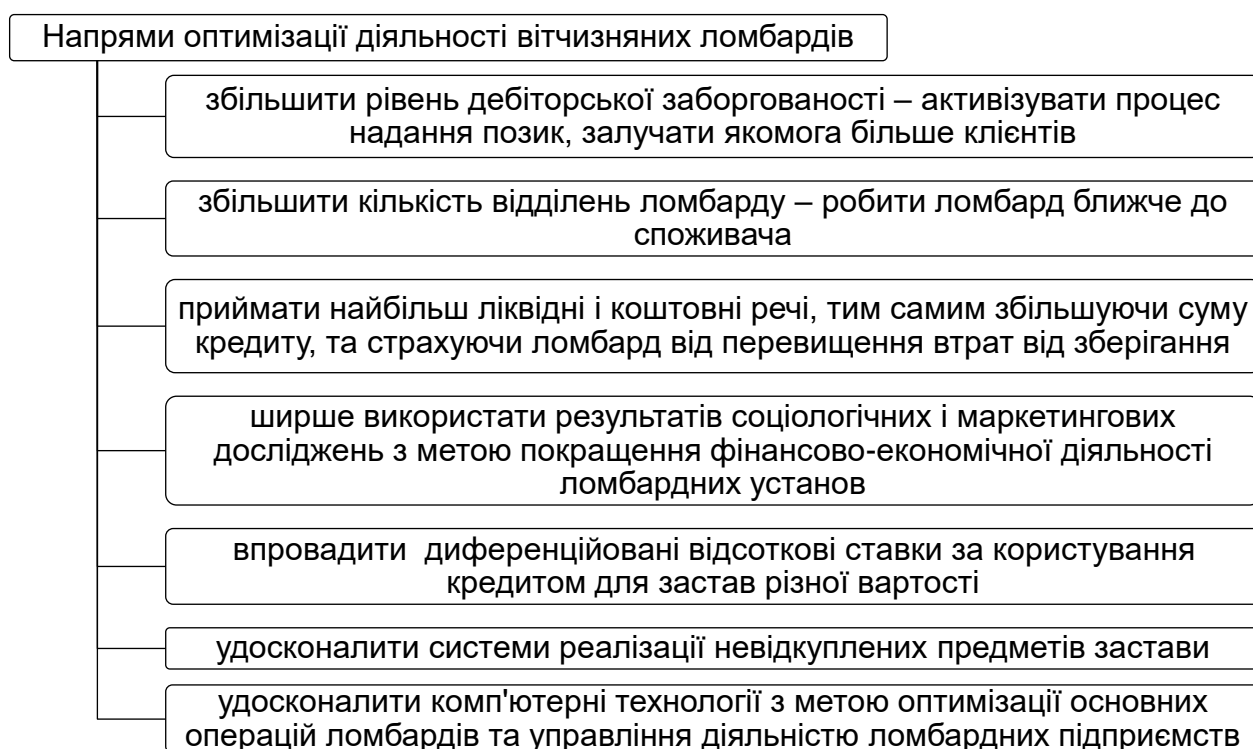 Напрями оптимізації діяльності вітчизняних ломбардів
збільшити рівень дебіторської заборгованості – активізувати процес
надання позик, залучати якомога більше клієнтів
збільшити кількість відділень ломбарду – робити ломбард ближче до
споживача
приймати найбільш ліквідні і коштовні речі, тим самим збільшуючи суму
кредиту, та страхуючи ломбард від перевищення втрат від зберігання
ширше використати результатів соціологічних і маркетингових
досліджень з метою покращення фінансово-економічної діяльності
ломбардних установ
впровадити  диференційовані відсоткові ставки за користування
кредитом для застав різної вартості
удосконалити системи реалізації невідкуплених предметів застави
удосконалити комп'ютерні технології з метою оптимізації основних
операцій ломбардів та управління діяльністю ломбардних підприємств